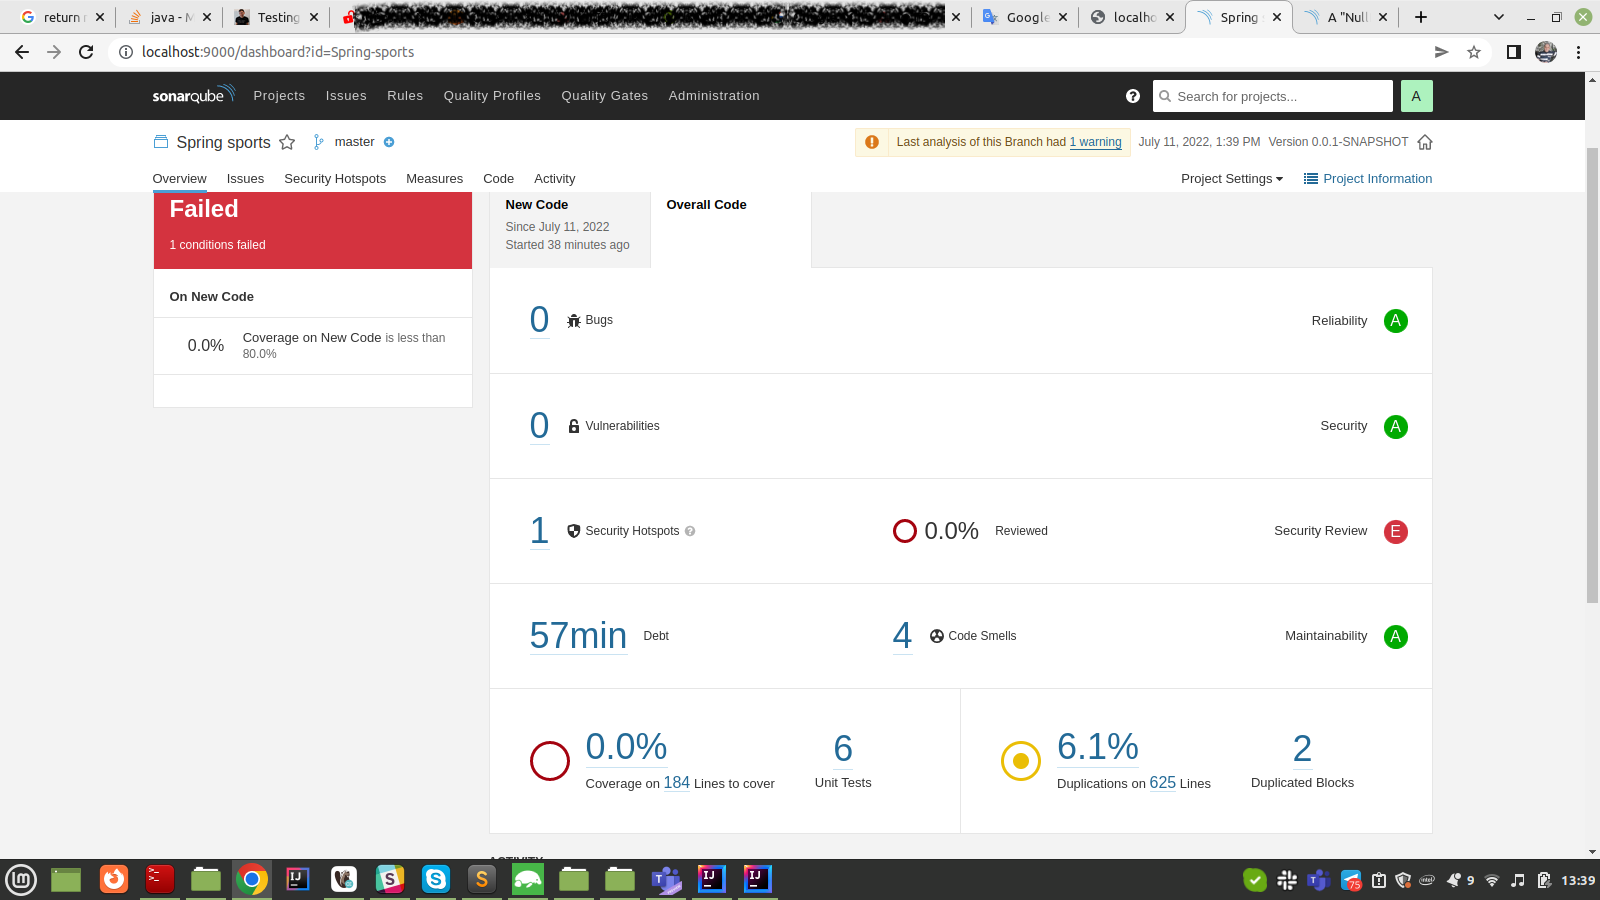 return
java - M
Testing
Google
localho
Spring s
A "Null
localhost:9000/dashboard?id=Spring-sports
sonarqube Projects Issues Rules Quality Profiles Quality Gates Administration
Search for projects...
A
Spring sports master
Last analysis of this Branch had 1 warning July 11, 2022, 1:39 PM Version 0.0.1-SNAPSHOT
Overview Issues Security Hotspots Measures Code Activity Project Settings Project Information
Failed
1 conditions failed
On New Code
0.0% Coverage on New Code is less than
80.0%
New Code
Since July 11, 2022
Started 38 minutes ago
Overall Code
0 Bugs Reliability A
0 Vulnerabilities Security A
1 Security Hotspots ? 0.0% Reviewed Security Review E
57min Debt 4 Code Smells Maintainability A
0.0%
Coverage on 184 Lines to cover
6
Unit Tests
6.1%
Duplications on 625 Lines
2
Duplicated Blocks
ACTIVITY
75
9
13:39